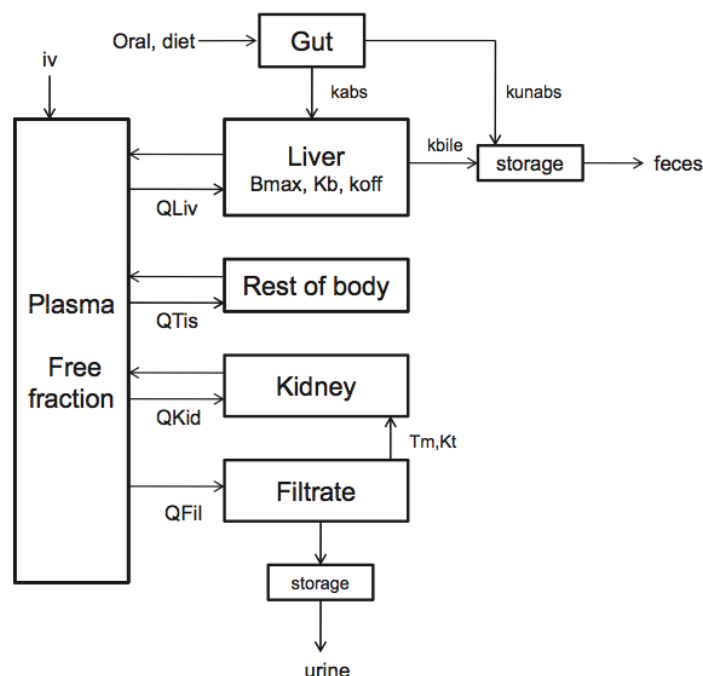 Oral, diet
Gut
iv
kabs
kunabs
Liver
Bmax, Kb, koff
kbile
storage
feces
QLiv
Plasma
Free
fraction
Rest of body
QTis
Kidney
QKid
Tm,Kt
Filtrate
QFil
storage
urine